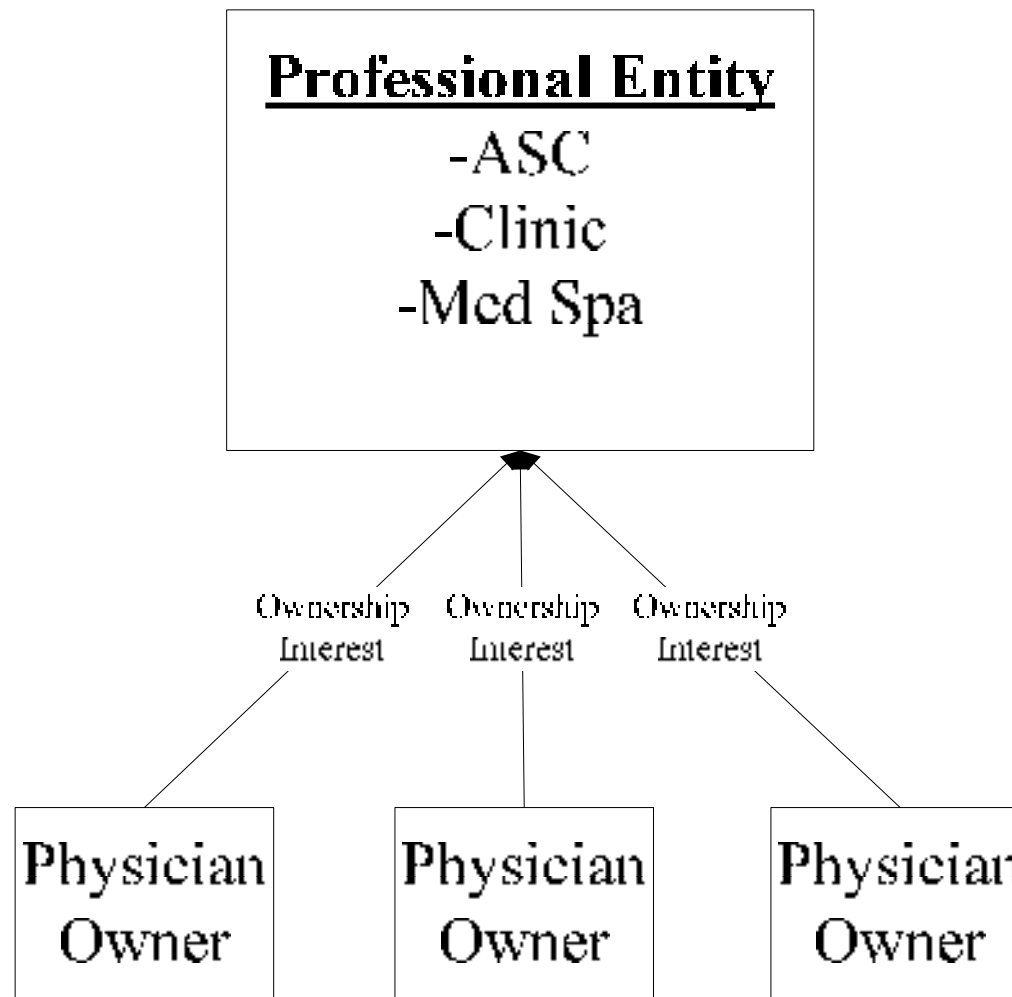 Professional Entity
-ASC
-Clinic
-Med Spa
Ownership Interest
Ownership Interest
Ownership Interest
Physician Owner
Physician Owner
Physician Owner